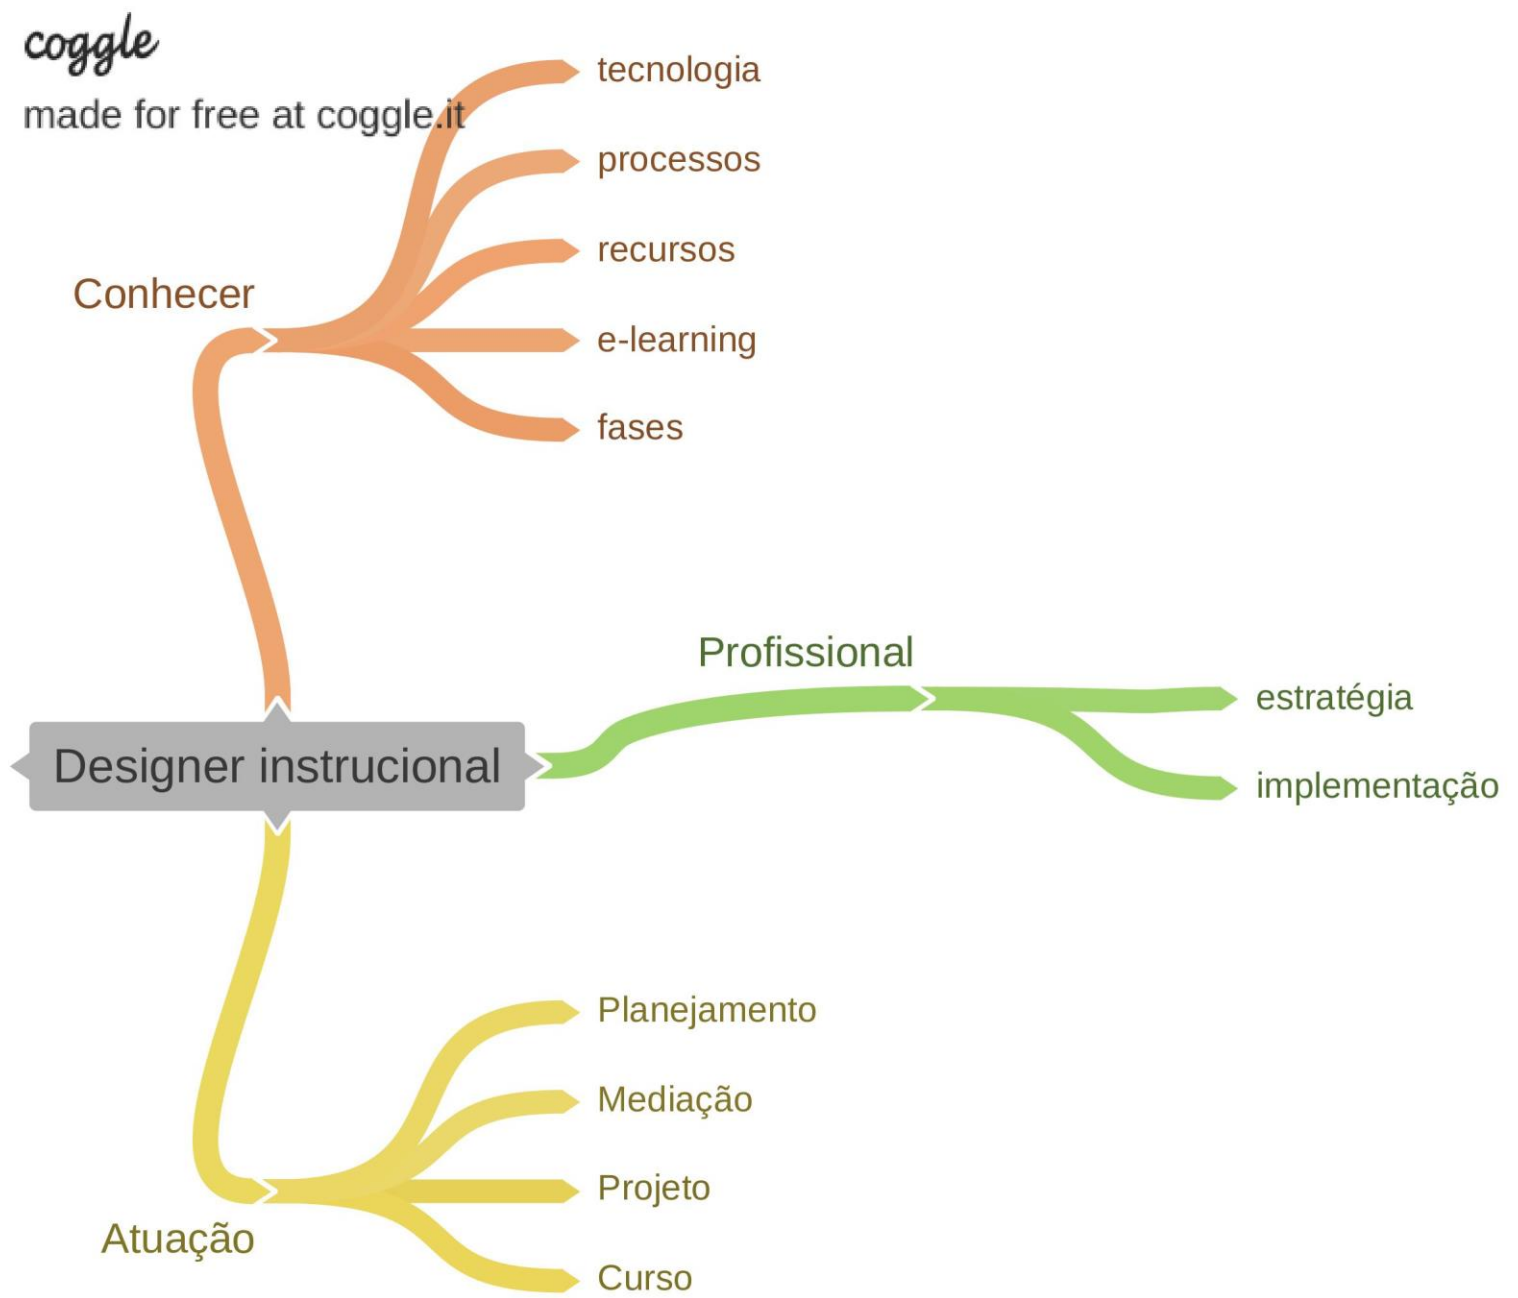 coggle
made for free at coggle.it
tecnologia
processos
recursos
Conhecer
e-learning
fases
Profissional
estratégia
Designer instrucional
implementação
Planejamento
Mediação
Projeto
Atuação
Curso